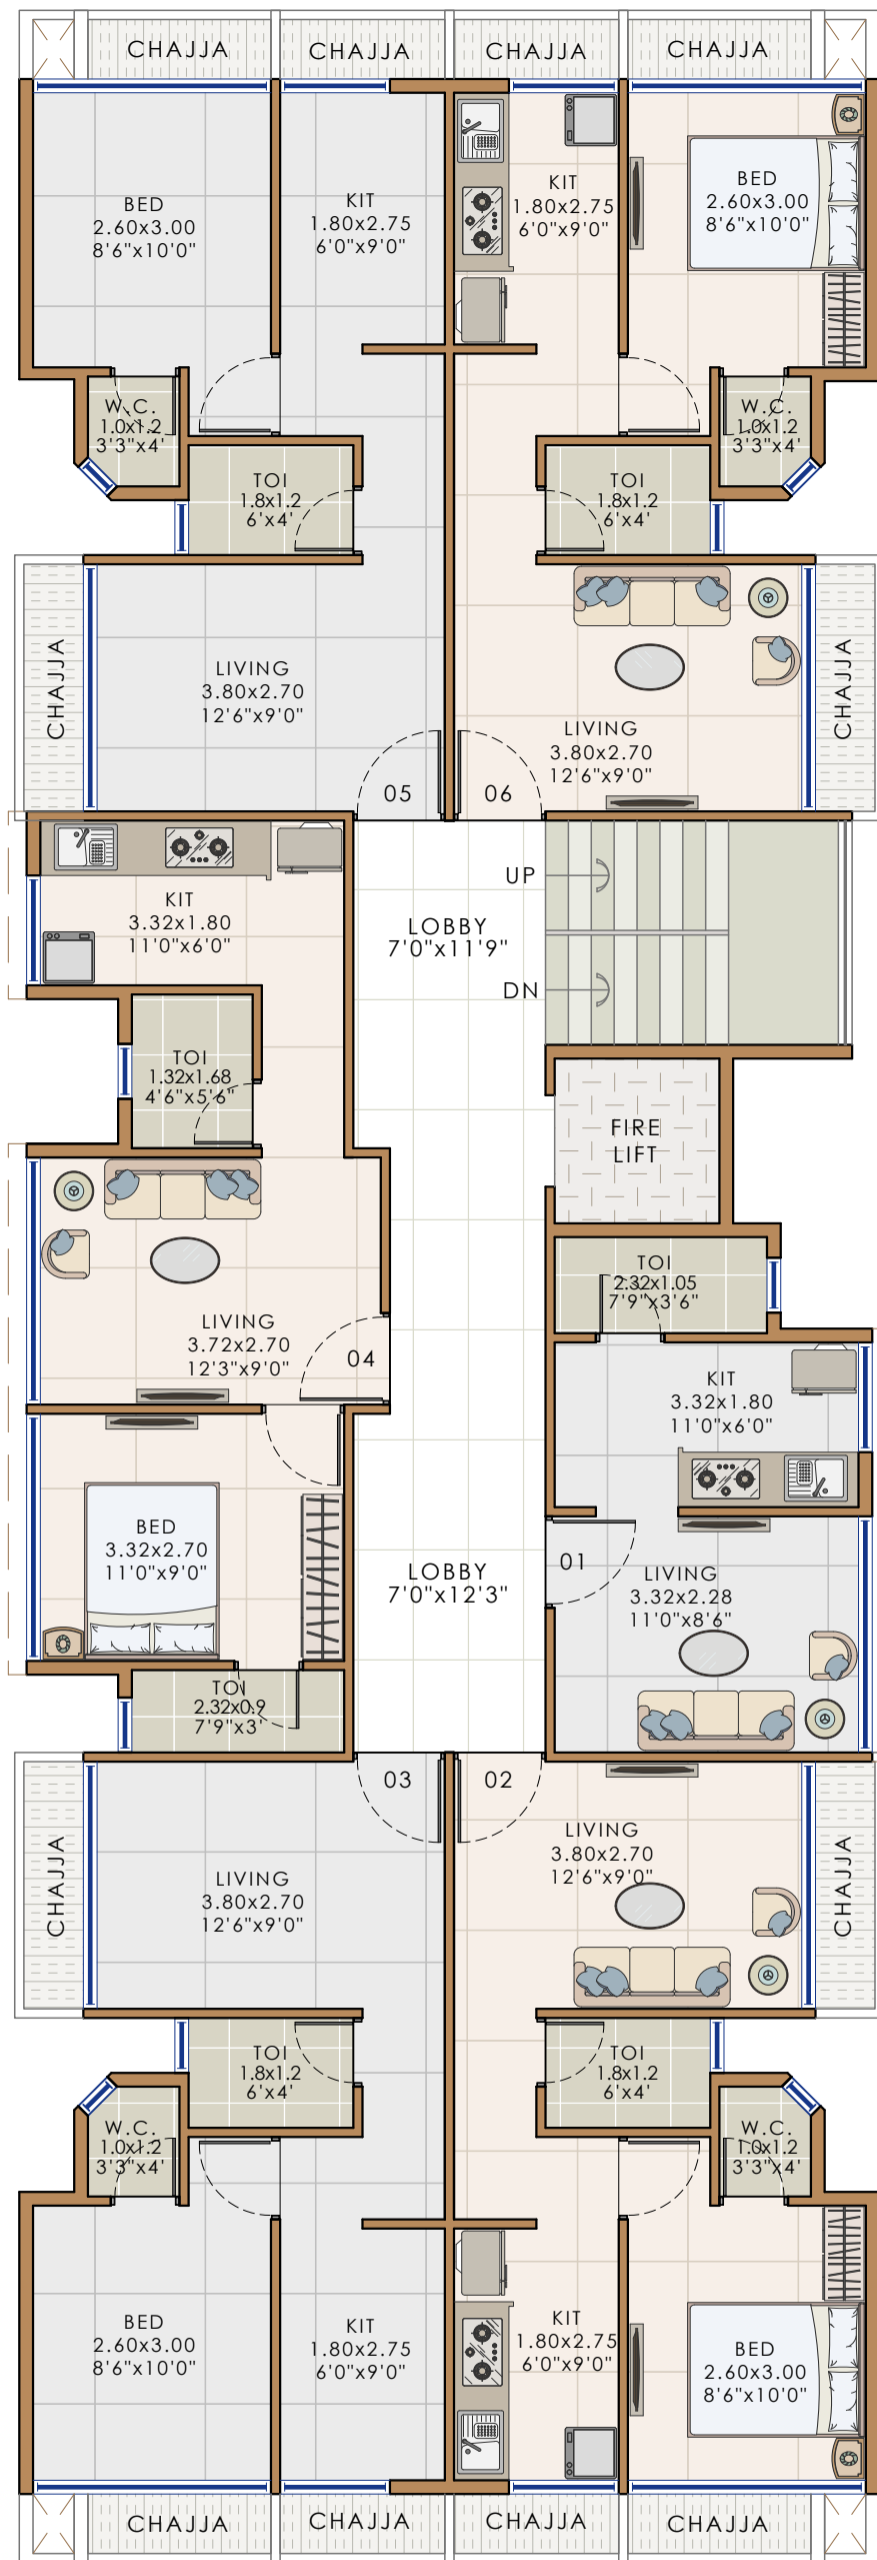 CHAJJA
CHAJJA
CHAJJA
CHAJJA
BED
2.60x3.00
8'6"x10'0"
KIT
1.80x2.75
6'0"x9'0"
KIT
1.80x2.75
6'0"x9'0"
BED
2.60x3.00
8'6"x10'0"
W.C.
1.0x1.2
3'3"x4'
W.C.
1.0x1.2
3'3"x4'
TOI
1.8x1.2
6'x4'
TOI
1.8x1.2
6'x4'
CHAJJA
LIVING
3.80x2.70
12'6"x9'0"
LIVING
3.80x2.70
12'6"x9'0"
CHAJJA
05
06
KIT
3.32x1.80
11'0"x6'0"
UP
LOBBY
7'0"x11'9"
DN
TOI
1.32x1.68
4'6"x5'6"
FIRE
LIFT
TOI
2.32x1.05
7'9"x3'6"
LIVING
3.72x2.70
12'3"x9'0"
04
KIT
3.32x1.80
11'0"x6'0"
BED
3.32x2.70
11'0"x9'0"
LOBBY
7'0"x12'3"
01
LIVING
3.32x2.28
11'0"x8'6"
TOI
2.32x0.9
7'9"x3'
03
02
CHAJJA
LIVING
3.80x2.70
12'6"x9'0"
LIVING
3.80x2.70
12'6"x9'0"
CHAJJA
TOI
1.8x1.2
6'x4'
TOI
1.8x1.2
6'x4'
W.C.
1.0x1.2
3'3"x4'
W.C.
1.0x1.2
3'3"x4'
BED
2.60x3.00
8'6"x10'0"
KIT
1.80x2.75
6'0"x9'0"
KIT
1.80x2.75
6'0"x9'0"
BED
2.60x3.00
8'6"x10'0"
CHAJJA
CHAJJA
CHAJJA
CHAJJA